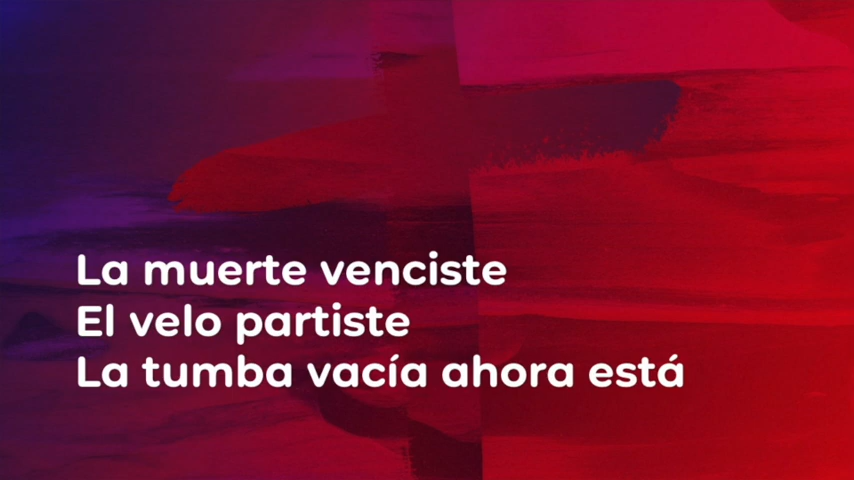 La muerte venciste
El velo partiste
La tumba vacía ahora está